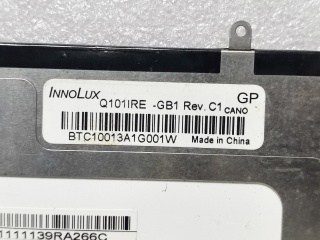 INNOLUX
Q101IRE -GB1 Rev. C1 GP
CANO
BTC10013A1G001W Made in China
1111139RA266C